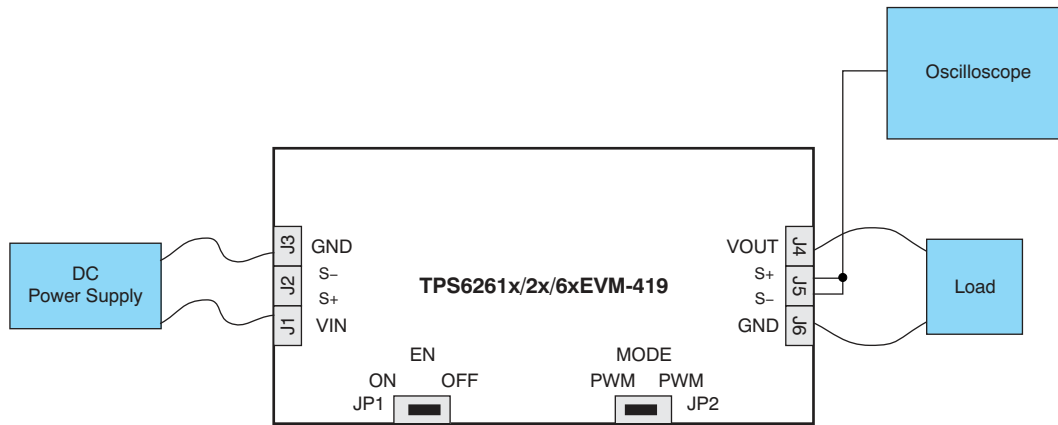 Oscilloscope
DC
Power Supply
J3
GND
J2
S−
S+
J1
VIN
TPS6261x/2x/6xEVM-419
VOUT
J4
S+
J5
S−
GND
J6
Load
EN
ON OFF
JP1
MODE
PWM PWM
JP2